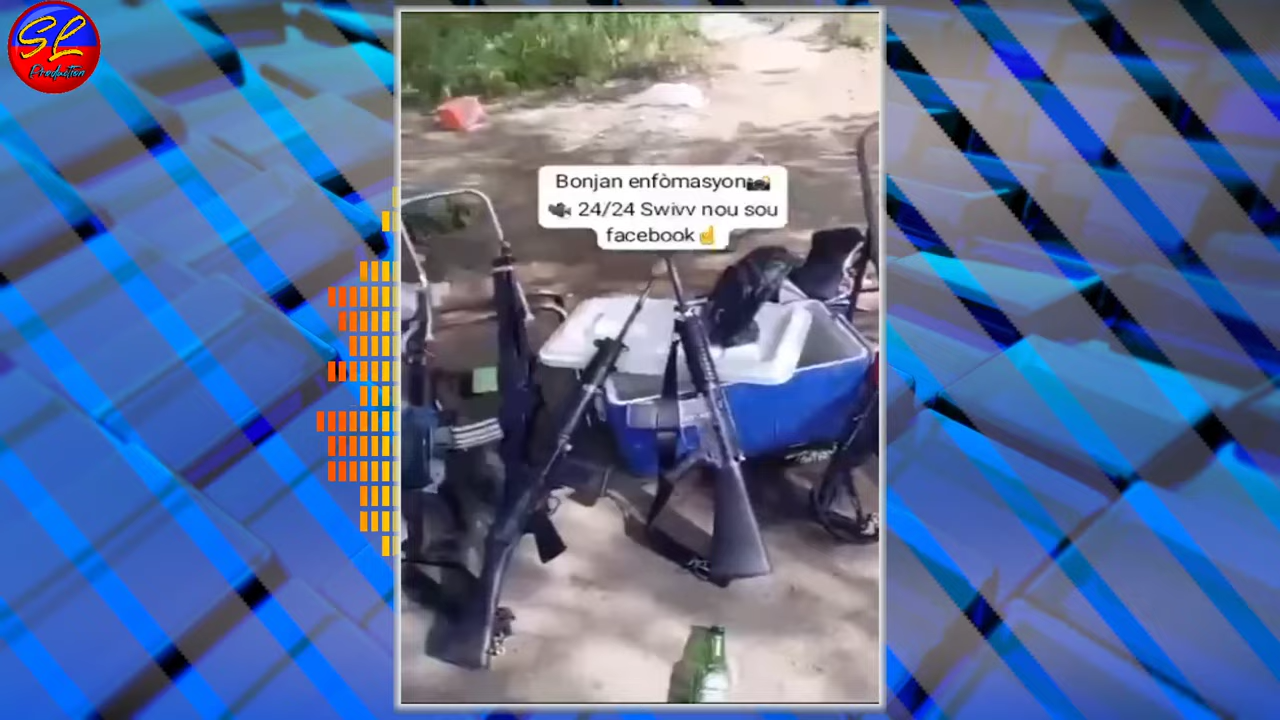 SL
Production
Bonjan enfòmasyon📸
🎥 24/24 Swivv nou sou
facebook☝️